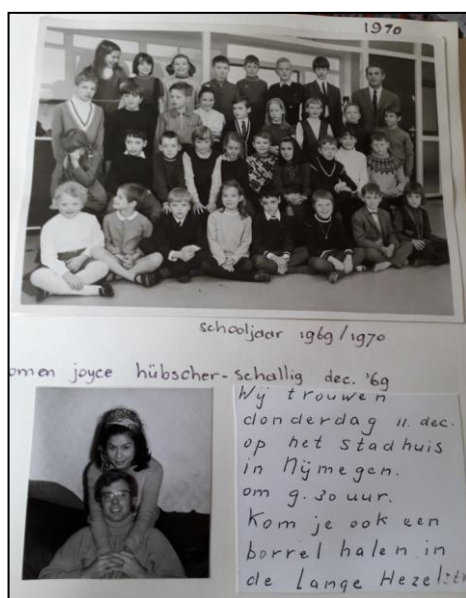 1970
schooljaar 1969/1970
omen joyce hübscher-schallig dec. '69
Wij trouwen
donderdag 11. dec.
op het stadhuis
in Nijmegen.
om 9.30 uur.
Kom je ook een
borrel halen in
de Lange Hezelstr